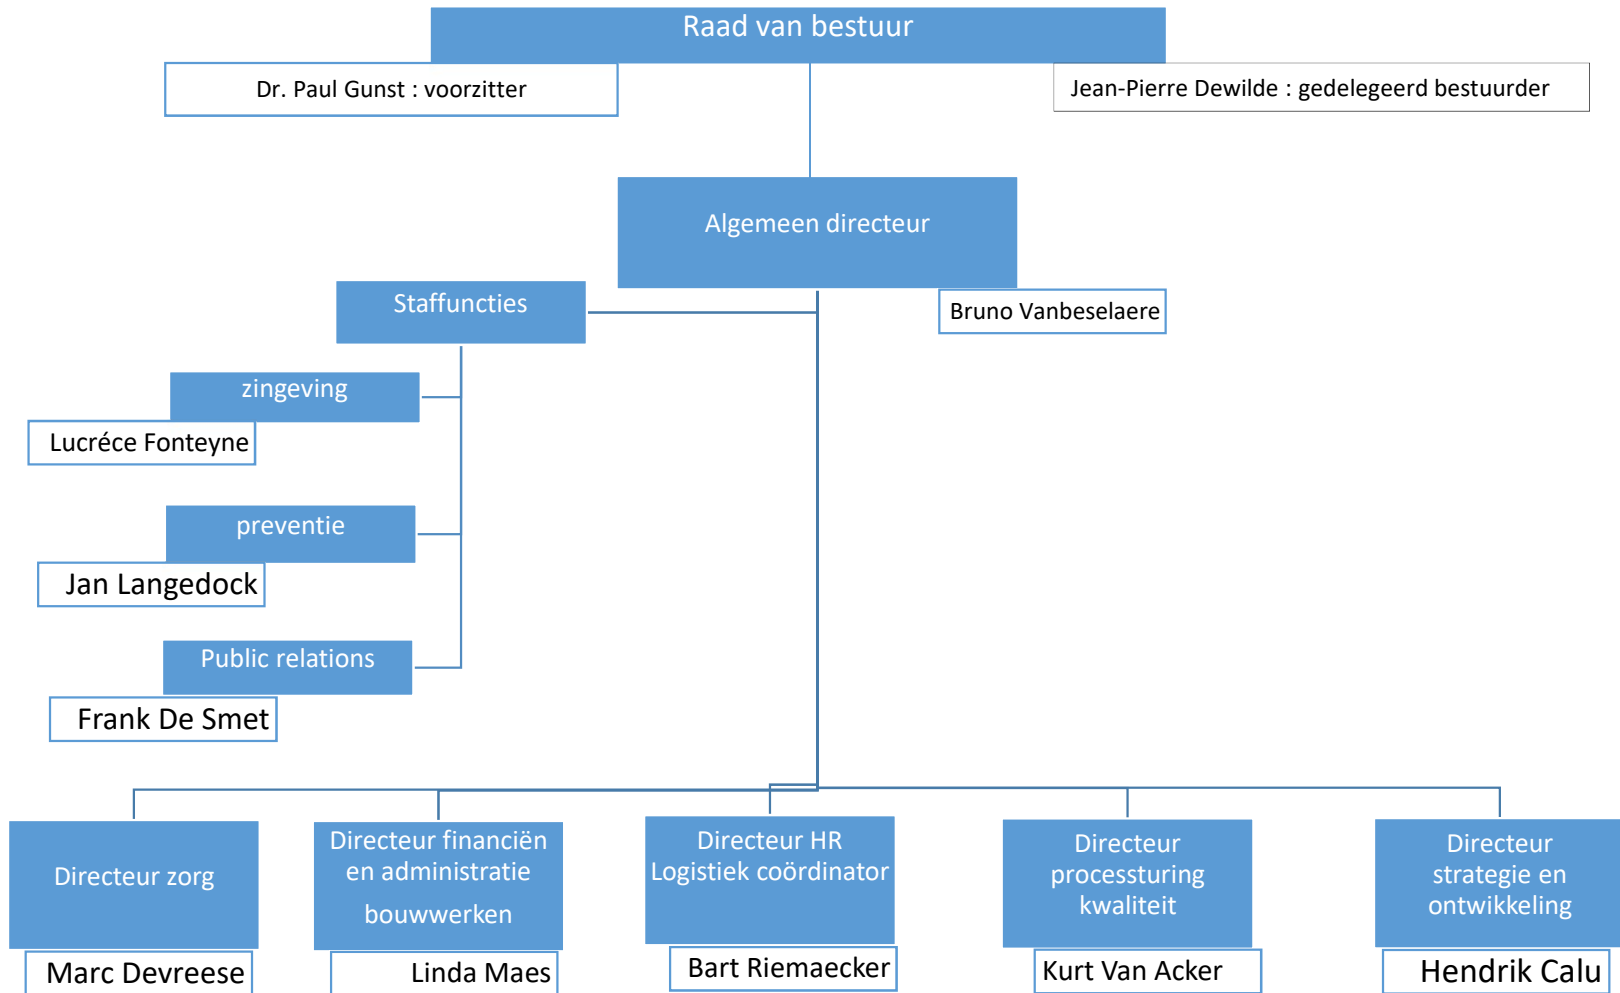 Raad van bestuur
Dr. Paul Gunst : voorzitter
Jean-Pierre Dewilde : gedelegeerd bestuurder
Algemeen directeur
Bruno Vanbeselaere
Staffuncties
zingeving
Lucréce Fonteyne
preventie
Jan Langedock
Public relations
Frank De Smet
Directeur zorg
Marc Devreese
Directeur financiën
en administratie
bouwwerken
Linda Maes
Directeur HR
Logistiek coördinator
Bart Riemaecker
Directeur
processturing
kwaliteit
Kurt Van Acker
Directeur
strategie en
ontwikkeling
Hendrik Calu